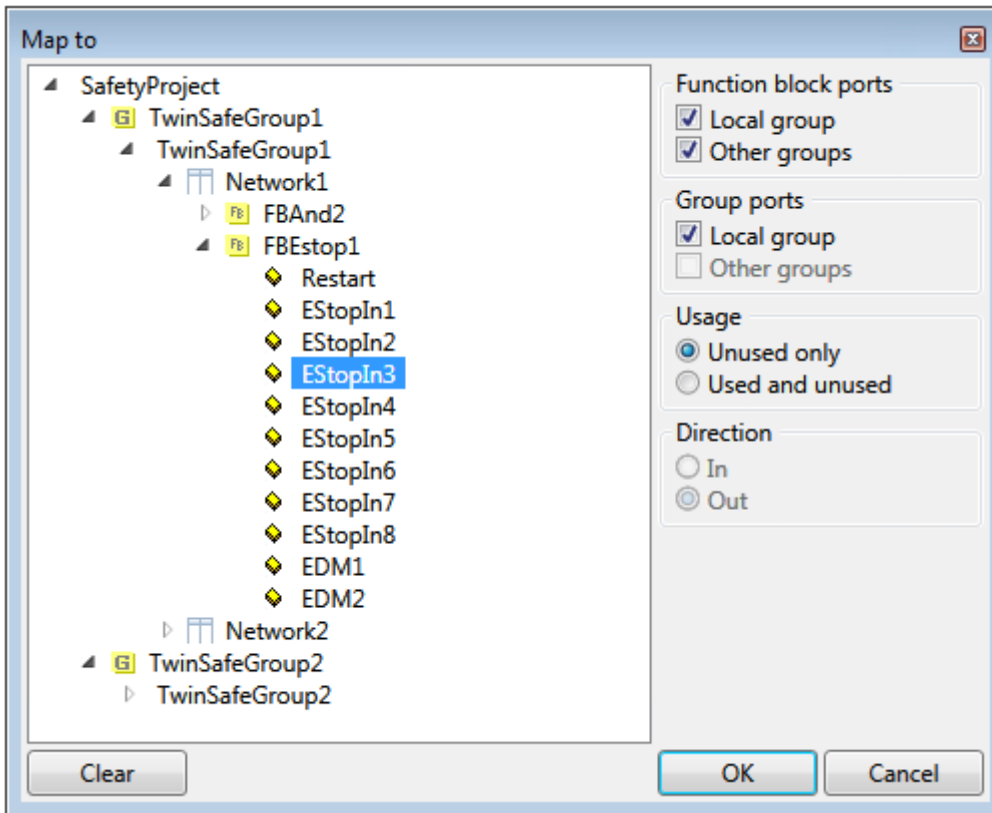 Map to
SafetyProject
G TwinSafeGroup1
TwinSafeGroup1
Network1
FB FBAnd2
FB FBEstop1
Restart
EStopIn1
EStopIn2
EStopIn3
EStopIn4
EStopIn5
EStopIn6
EStopIn7
EStopIn8
EDM1
EDM2
Network2
G TwinSafeGroup2
TwinSafeGroup2
Function block ports
Local group
Other groups
Group ports
Local group
Other groups
Usage
Unused only
Used and unused
Direction
In
Out
Clear
OK
Cancel